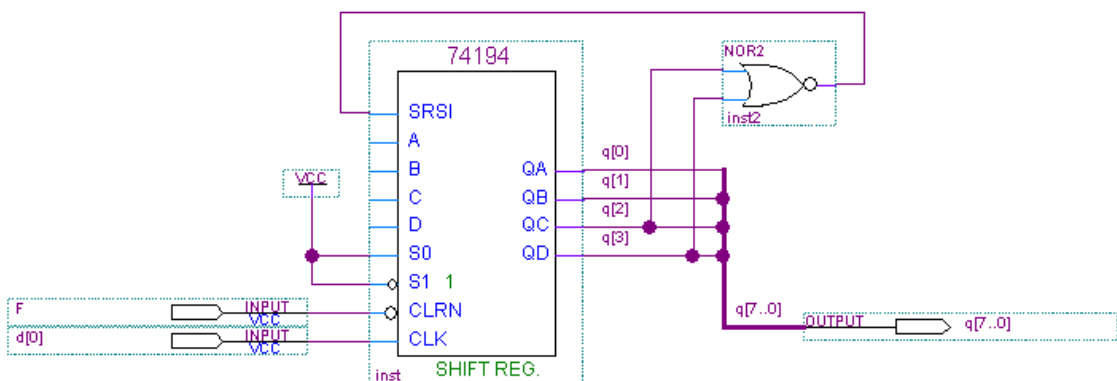 74194
NOR2
inst2
SRSI
A
B
C
D
S0
S1 1
CLRN
CLK
QA
QB
QC
QD
q[0]
q[1]
q[2]
q[3]
VCC
F
INPUT
VCC
d[0]
INPUT
VCC
inst
SHIFT REG.
q[7..0]
OUTPUT
q[7..0]